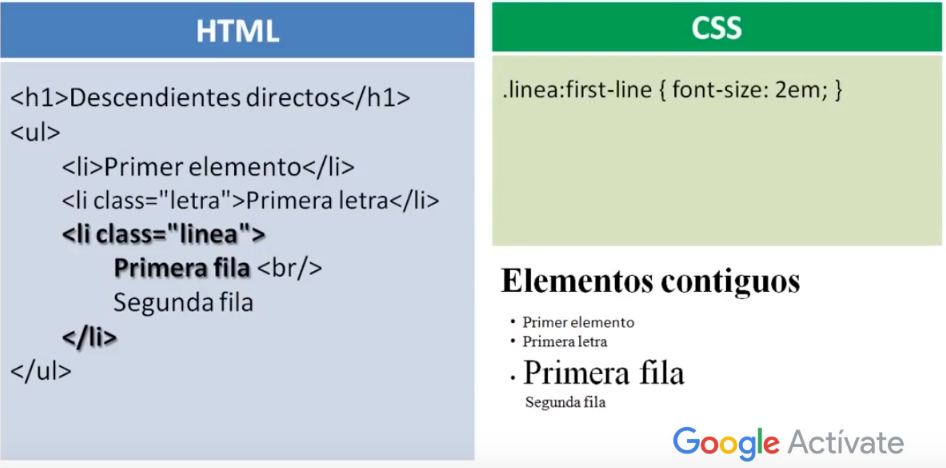 HTML
<h1>Descendientes directos</h1>
<ul>
<li>Primer elemento</li>
<li class="letra">Primera letra</li>
<li class="linea">
Primera fila <br/>
Segunda fila
</li>
</ul>
CSS
.linea:first-line { font-size: 2em; }
Elementos contiguos
• Primer elemento
• Primera letra
• Primera fila
Segunda fila
Google Actívate